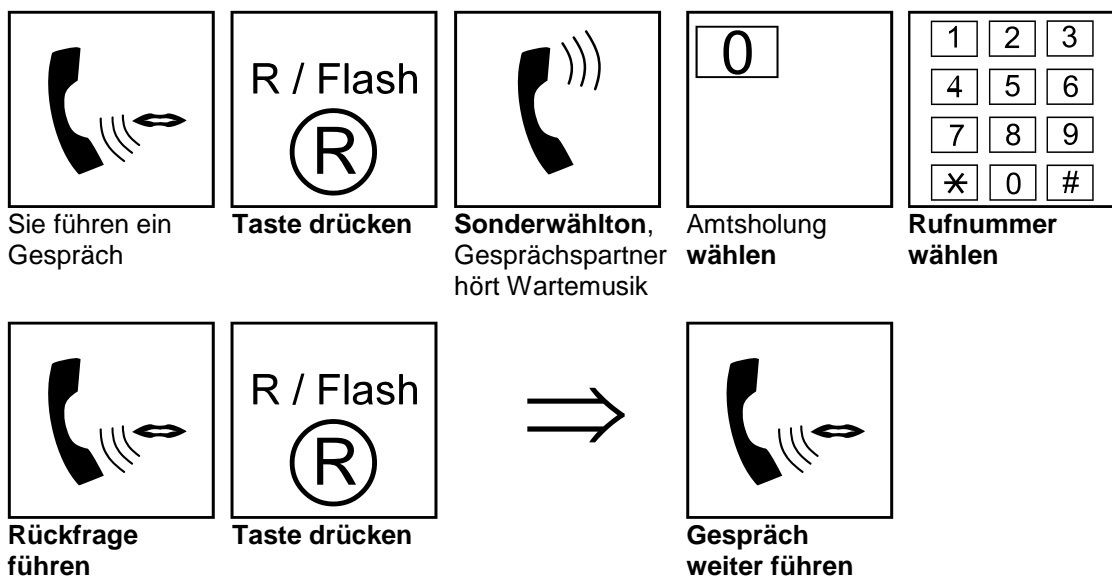 R / Flash
R
0
1 2 3
4 5 6
7 8 9
* 0 #
Sie führen ein
Gespräch
Taste drücken
Sonderwählton,
Gesprächspartner
hört Wartemusik
Amtsholung
wählen
Rufnummer
wählen
R / Flash
R
Rückfrage
führen
Taste drücken
Gespräch
weiter führen